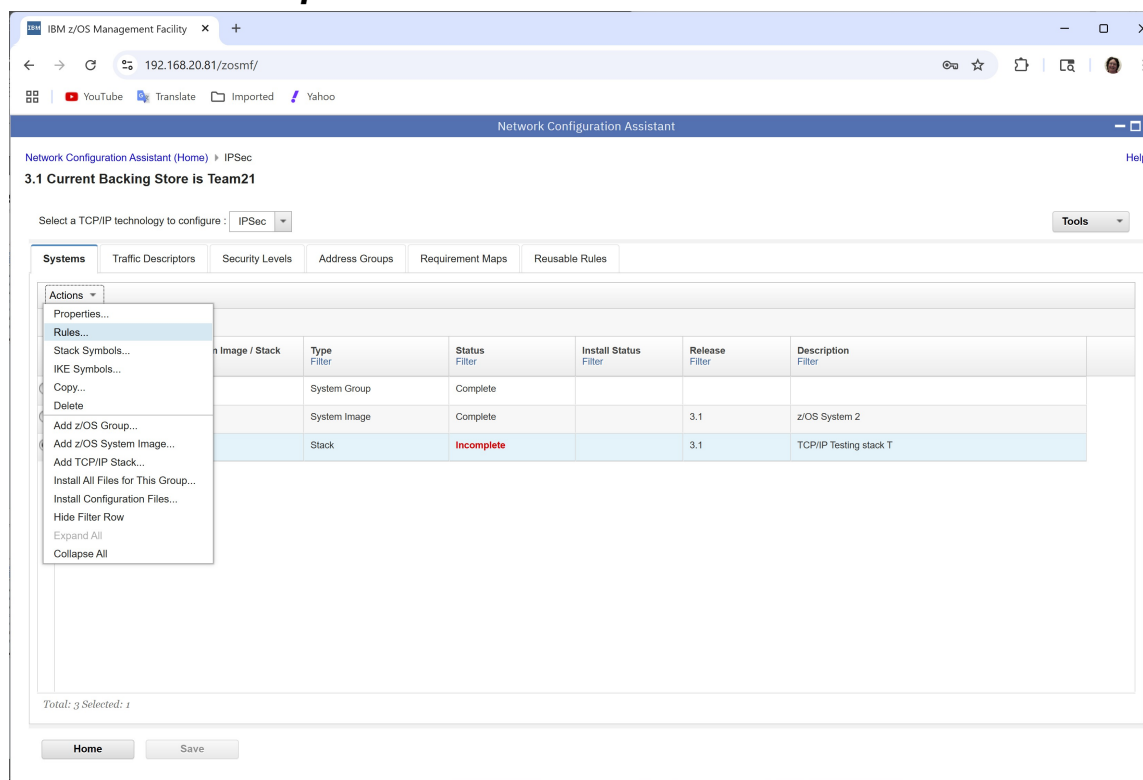 IBM z/OS Management Facility
192.168.20.81/zosmf/
YouTube Translate Imported Yahoo
Network Configuration Assistant
Network Configuration Assistant (Home) IPSec
3.1 Current Backing Store is Team21
Select a TCP/IP technology to configure : IPSec Tools
Systems Traffic Descriptors Security Levels Address Groups Requirement Maps Reusable Rules
Actions
Properties...
Rules...
Stack Symbols... Image / Stack Type Status Install Status Release Description
Filter Filter Filter Filter Filter
IKE Symbols...
Copy... System Group Complete
Delete
Add z/OS Group... System Image Complete 3.1 z/OS System 2
Add z/OS System Image... Stack Incomplete 3.1 TCP/IP Testing stack T
Add TCP/IP Stack...
Install All Files for This Group...
Install Configuration Files...
Hide Filter Row
Expand All
Collapse All
Total: 3 Selected: 1
Home Save